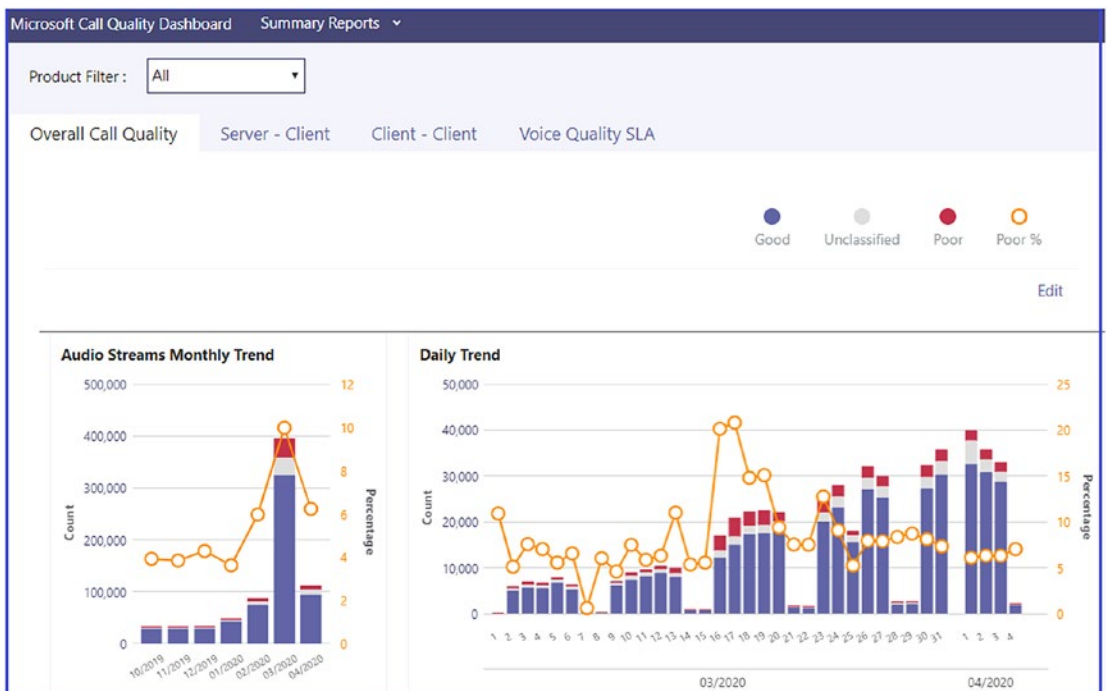 Microsoft Call Quality Dashboard Summary Reports
Product Filter : All
Overall Call Quality Server - Client Client - Client Voice Quality SLA
Good Unclassified Poor Poor %
Edit
Audio Streams Monthly Trend
500,000 12
400,000 10
8
300,000
6
200,000
4
100,000
2
0 0
Count
Percentage
10/2019 11/2019 12/2019 01/2020 02/2020 03/2020 04/2020
Daily Trend
50,000 25
40,000 20
30,000 15
20,000 10
10,000 5
0 0
Count
Percentage
1 2 3 4 5 6 7 8 9 10 11 12 13 14 15 16 17 18 19 20 21 22 23 24 25 26 27 28 29 30 31 1 2 3 4
03/2020 04/2020